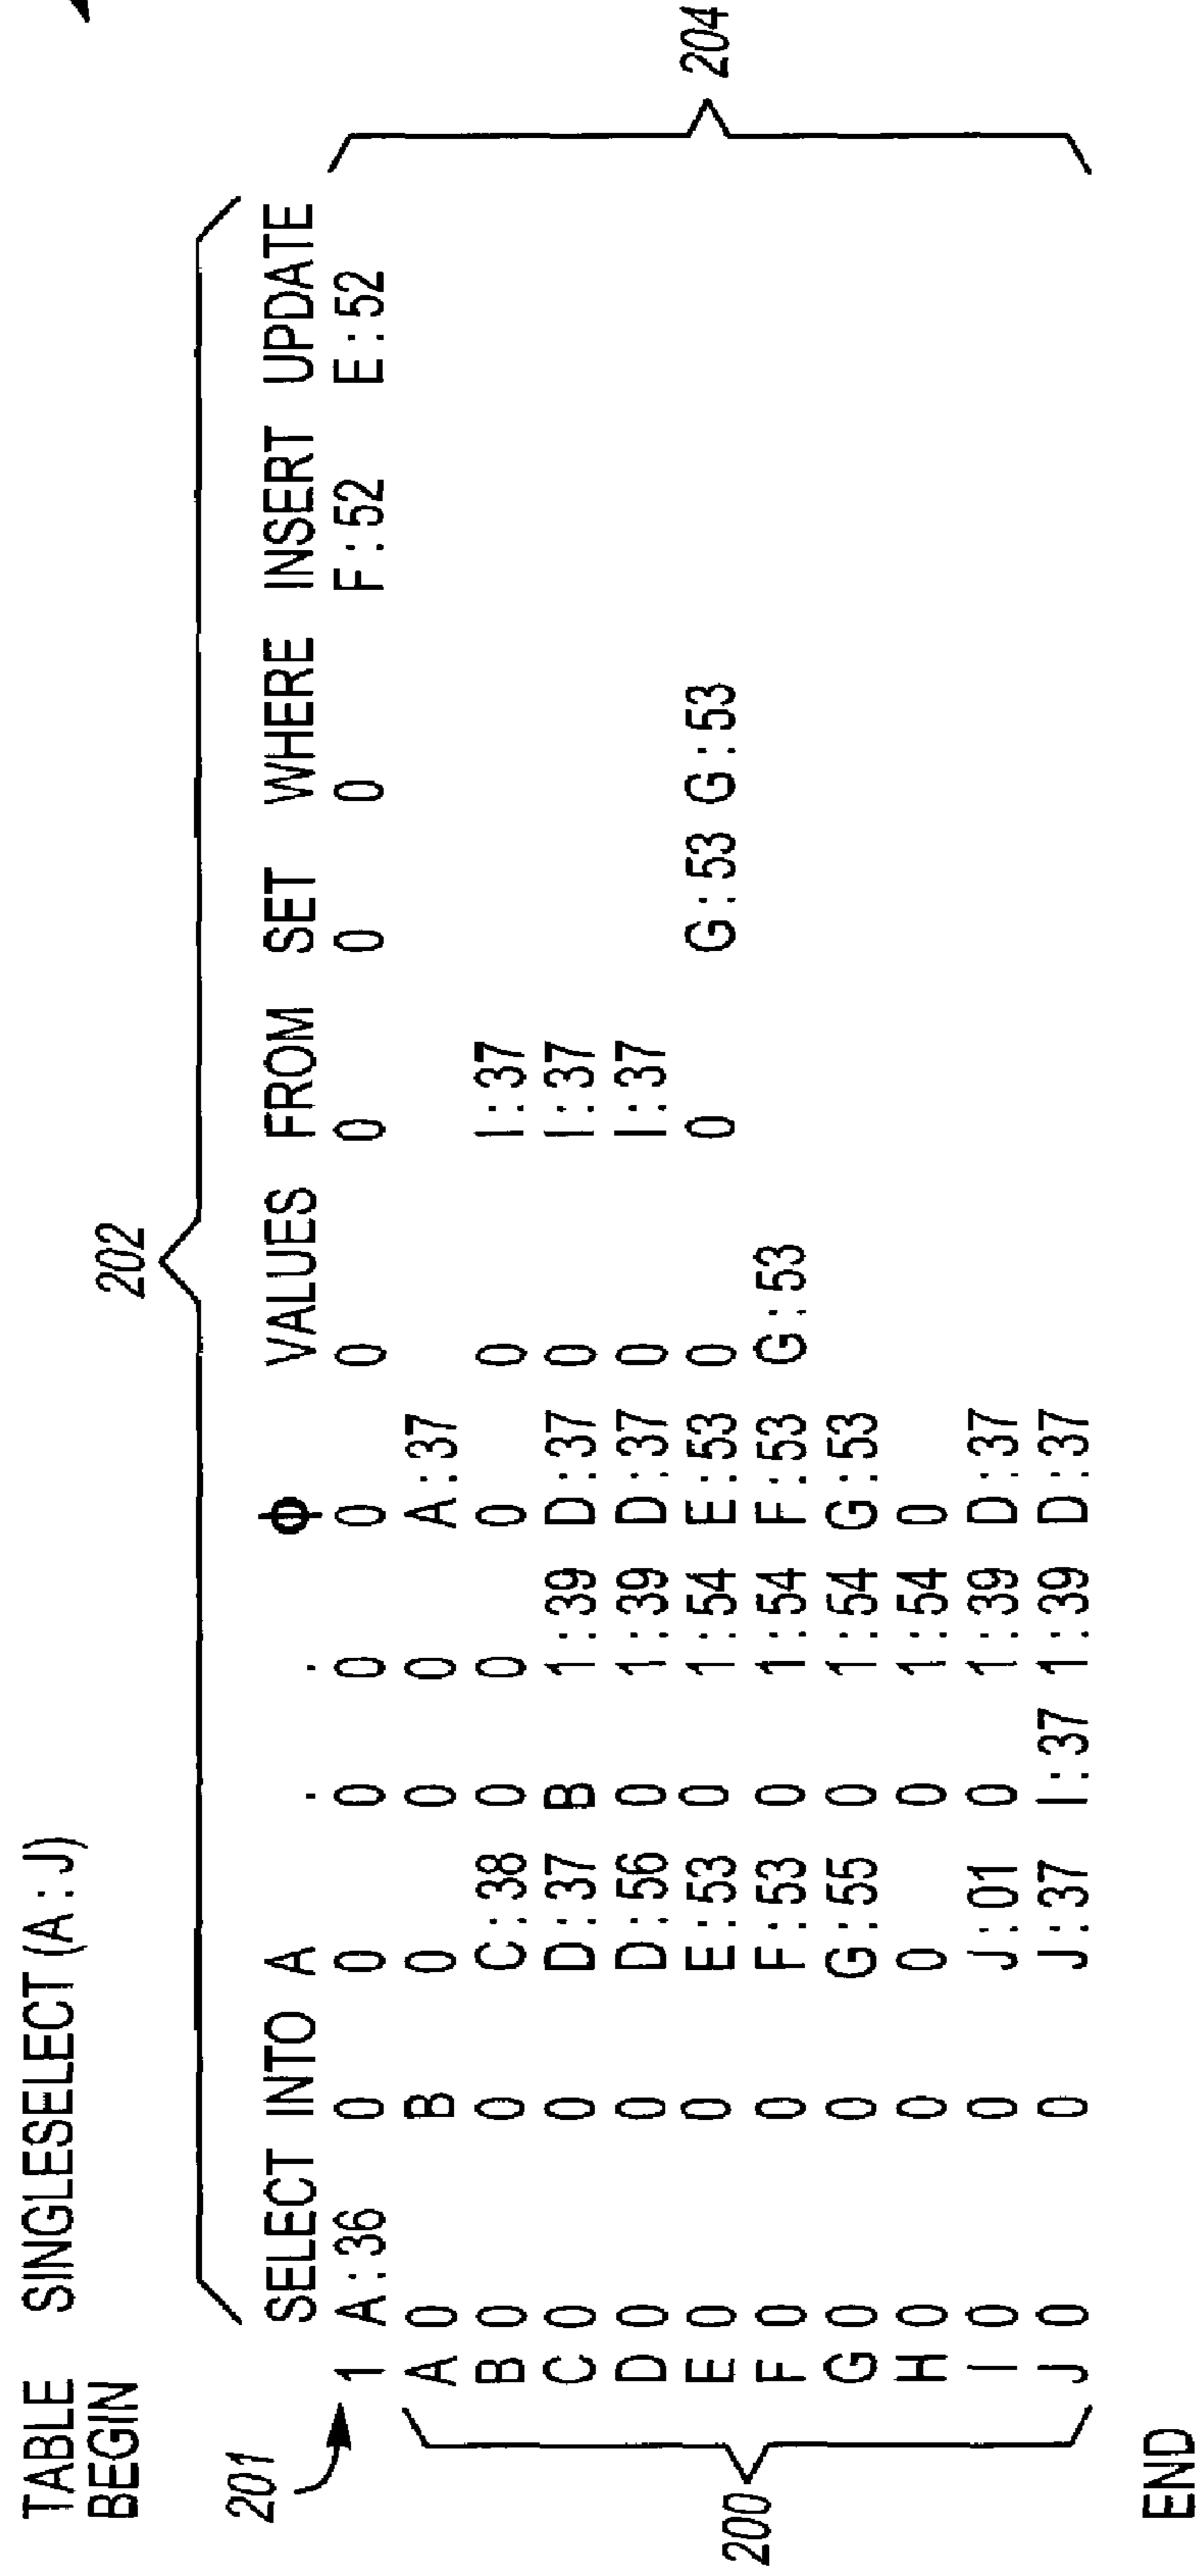 TABLE SINGLESELECT (A : J)
BEGIN
202
201
SELECT INTO A . . ϕ VALUES FROM SET WHERE INSERT UPDATE
1 A : 36 0 0 0 0 0 0 0 0 0 F : 52 E : 52
A 0 B 0 0 0 A : 37
B 0 0 C : 38 0 0 0 0 I : 37
C 0 0 D : 37 B 1 : 39 D : 37 0 I : 37
D 0 0 D : 56 0 1 : 39 D : 37 0 I : 37
E 0 0 E : 53 0 1 : 54 E : 53 0 0 G : 53 G : 53
F 0 0 F : 53 0 1 : 54 F : 53 G : 53
G 0 0 G : 55 0 1 : 54 G : 53
H 0 0 0 0 1 : 54 0
I 0 0 J : 01 0 1 : 39 D : 37
J 0 0 J : 37 I : 37 1 : 39 D : 37
200
204
END